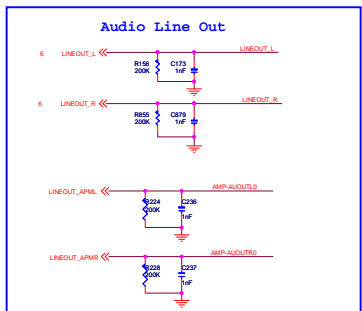 Audio Line Out
6 LINEOUT_L LINEOUT_L
R156 C173
200K 1nF
6 LINEOUT_R LINEOUT_R
R855 C879
200K 1nF
LINEOUT_APML AMP-AUOUTL0
R224 C236
200K 1nF
LINEOUT_APMR AMP-AUOUTR0
R228 C237
200K 1nF